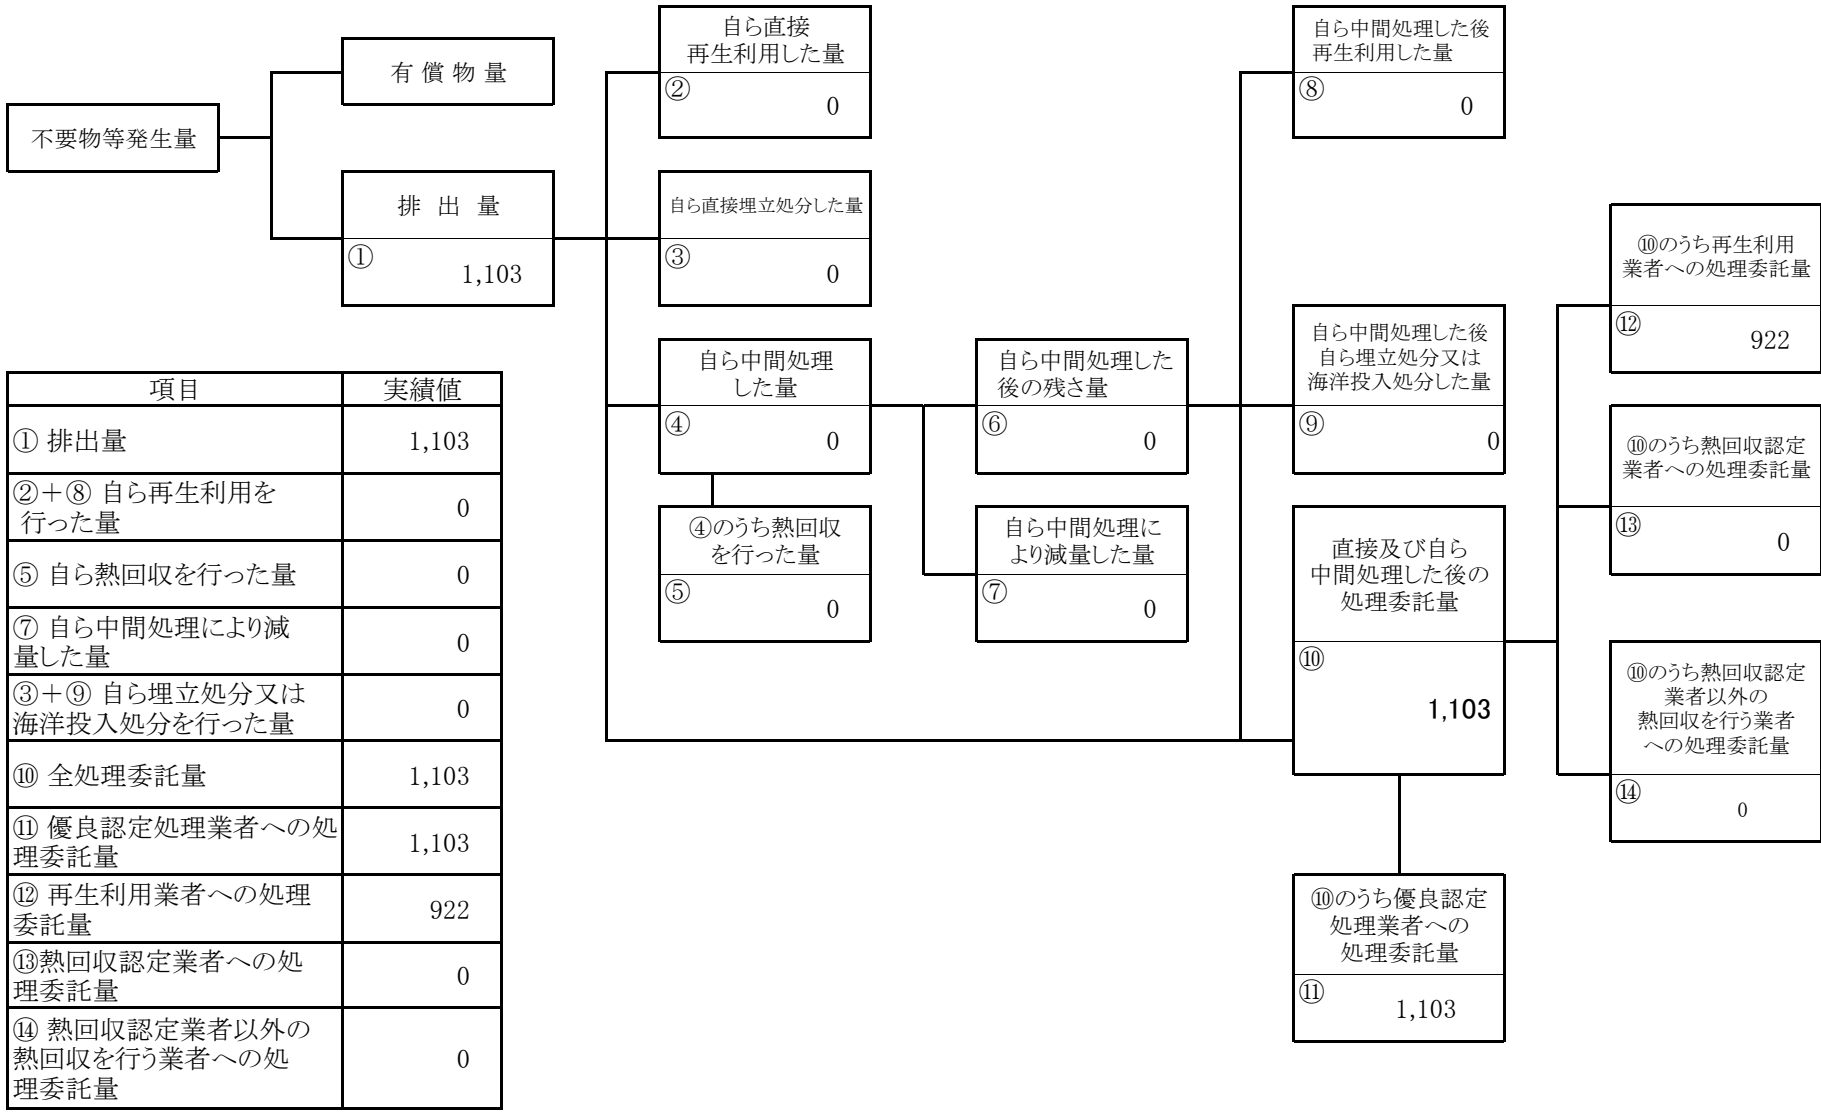 不要物等発生量
有 償 物 量
排 出 量
①
1,103
自ら直接
再生利用した量
②
0
自ら直接埋立処分した量
③
0
自ら中間処理
した量
④
0
④のうち熱回収
を行った量
⑤
0
自ら中間処理した
後の残さ量
⑥
0
自ら中間処理に
より減量した量
⑦
0
自ら中間処理した後
再生利用した量
⑧
0
自ら中間処理した後
自ら埋立処分又は
海洋投入処分した量
⑨
0
直接及び自ら
中間処理した後の
処理委託量
⑩
1,103
⑩のうち優良認定
処理業者への
処理委託量
⑪
1,103
⑩のうち再生利用
業者への処理委託量
⑫
922
⑩のうち熱回収認定
業者への処理委託量
⑬
0
⑩のうち熱回収認定
業者以外の
熱回収を行う業者
への処理委託量
⑭
0
項目 実績値
① 排出量 1,103
②＋⑧ 自ら再生利用を
行った量 0
⑤ 自ら熱回収を行った量 0
⑦ 自ら中間処理により減
量した量 0
③＋⑨ 自ら埋立処分又は
海洋投入処分を行った量 0
⑩ 全処理委託量 1,103
⑪ 優良認定処理業者への処
理委託量 1,103
⑫ 再生利用業者への処理
委託量 922
⑬熱回収認定業者への処
理委託量 0
⑭ 熱回収認定業者以外の
熱回収を行う業者への処
理委託量 0